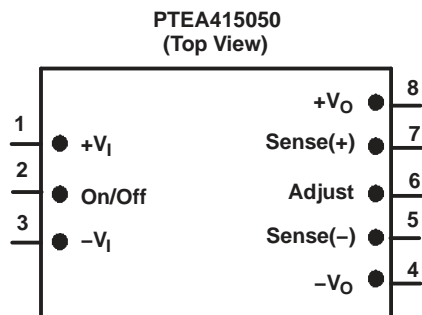 PTEA415050
(Top View)
1 +VI
2 On/Off
3 −VI
+VO 8
Sense(+) 7
Adjust 6
Sense(−) 5
−VO 4